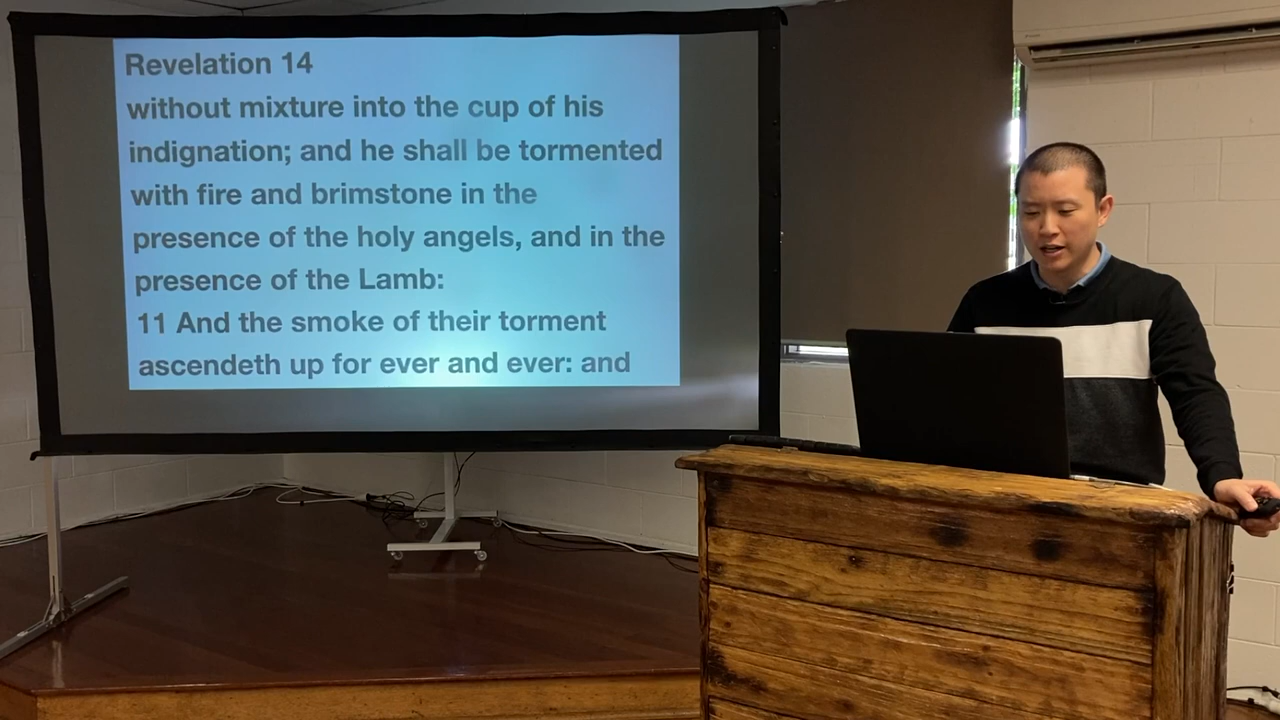 Revelation 14
without mixture into the cup of his
indignation; and he shall be tormented
with fire and brimstone in the
presence of the holy angels, and in the
presence of the Lamb:
11 And the smoke of their torment
ascendeth up for ever and ever: and